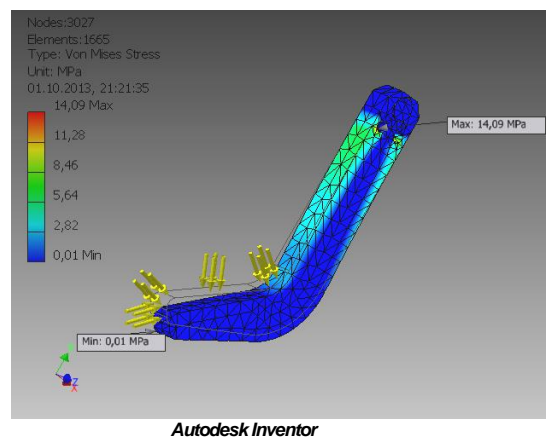 Nodes:3027
Elements:1665
Type: Von Mises Stress
Unit: MPa
01.10.2013, 21:21:35
14,09 Max
11,28
8,46
5,64
2,82
0,01 Min
Max: 14,09 MPa
Min: 0,01 MPa
Y
Z
X
Autodesk Inventor